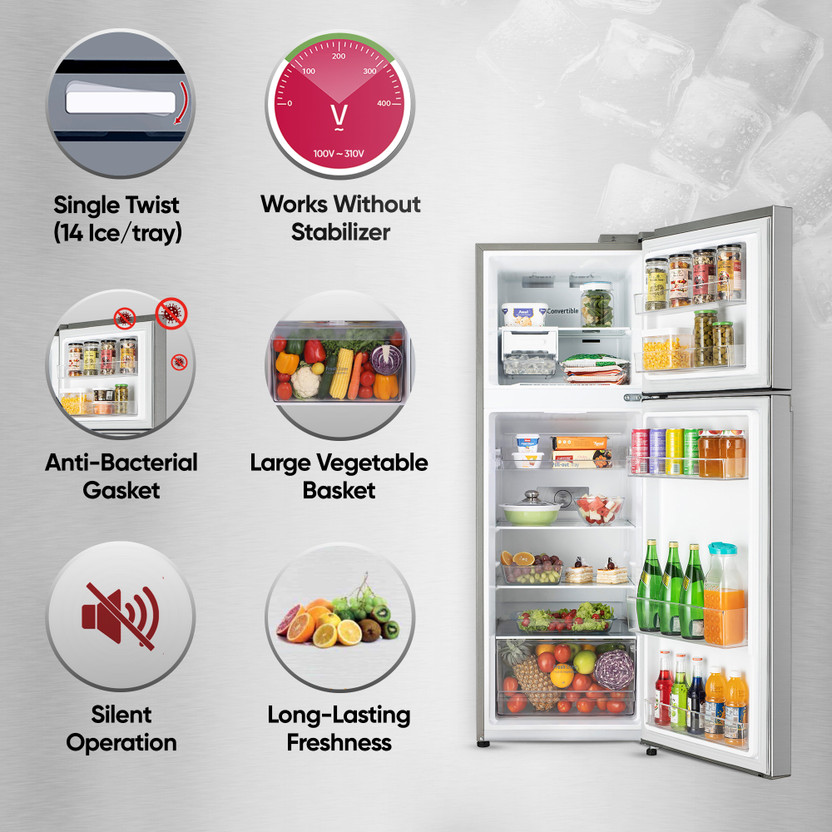 200
100
300
0
400
V
~
100V ~ 310V
Single Twist
(14 Ice/tray)
Works Without
Stabilizer
Anti-Bacterial
Gasket
Large Vegetable
Basket
Silent
Operation
Long-Lasting
Freshness
Convertible